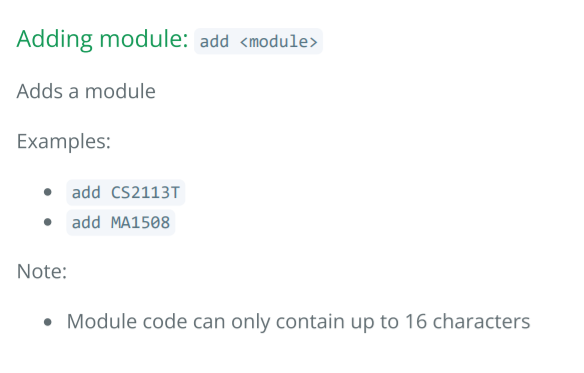 Adding module: add <module>
Adds a module
Examples:
add CS2113T
add MA1508
Note:
Module code can only contain up to 16 characters